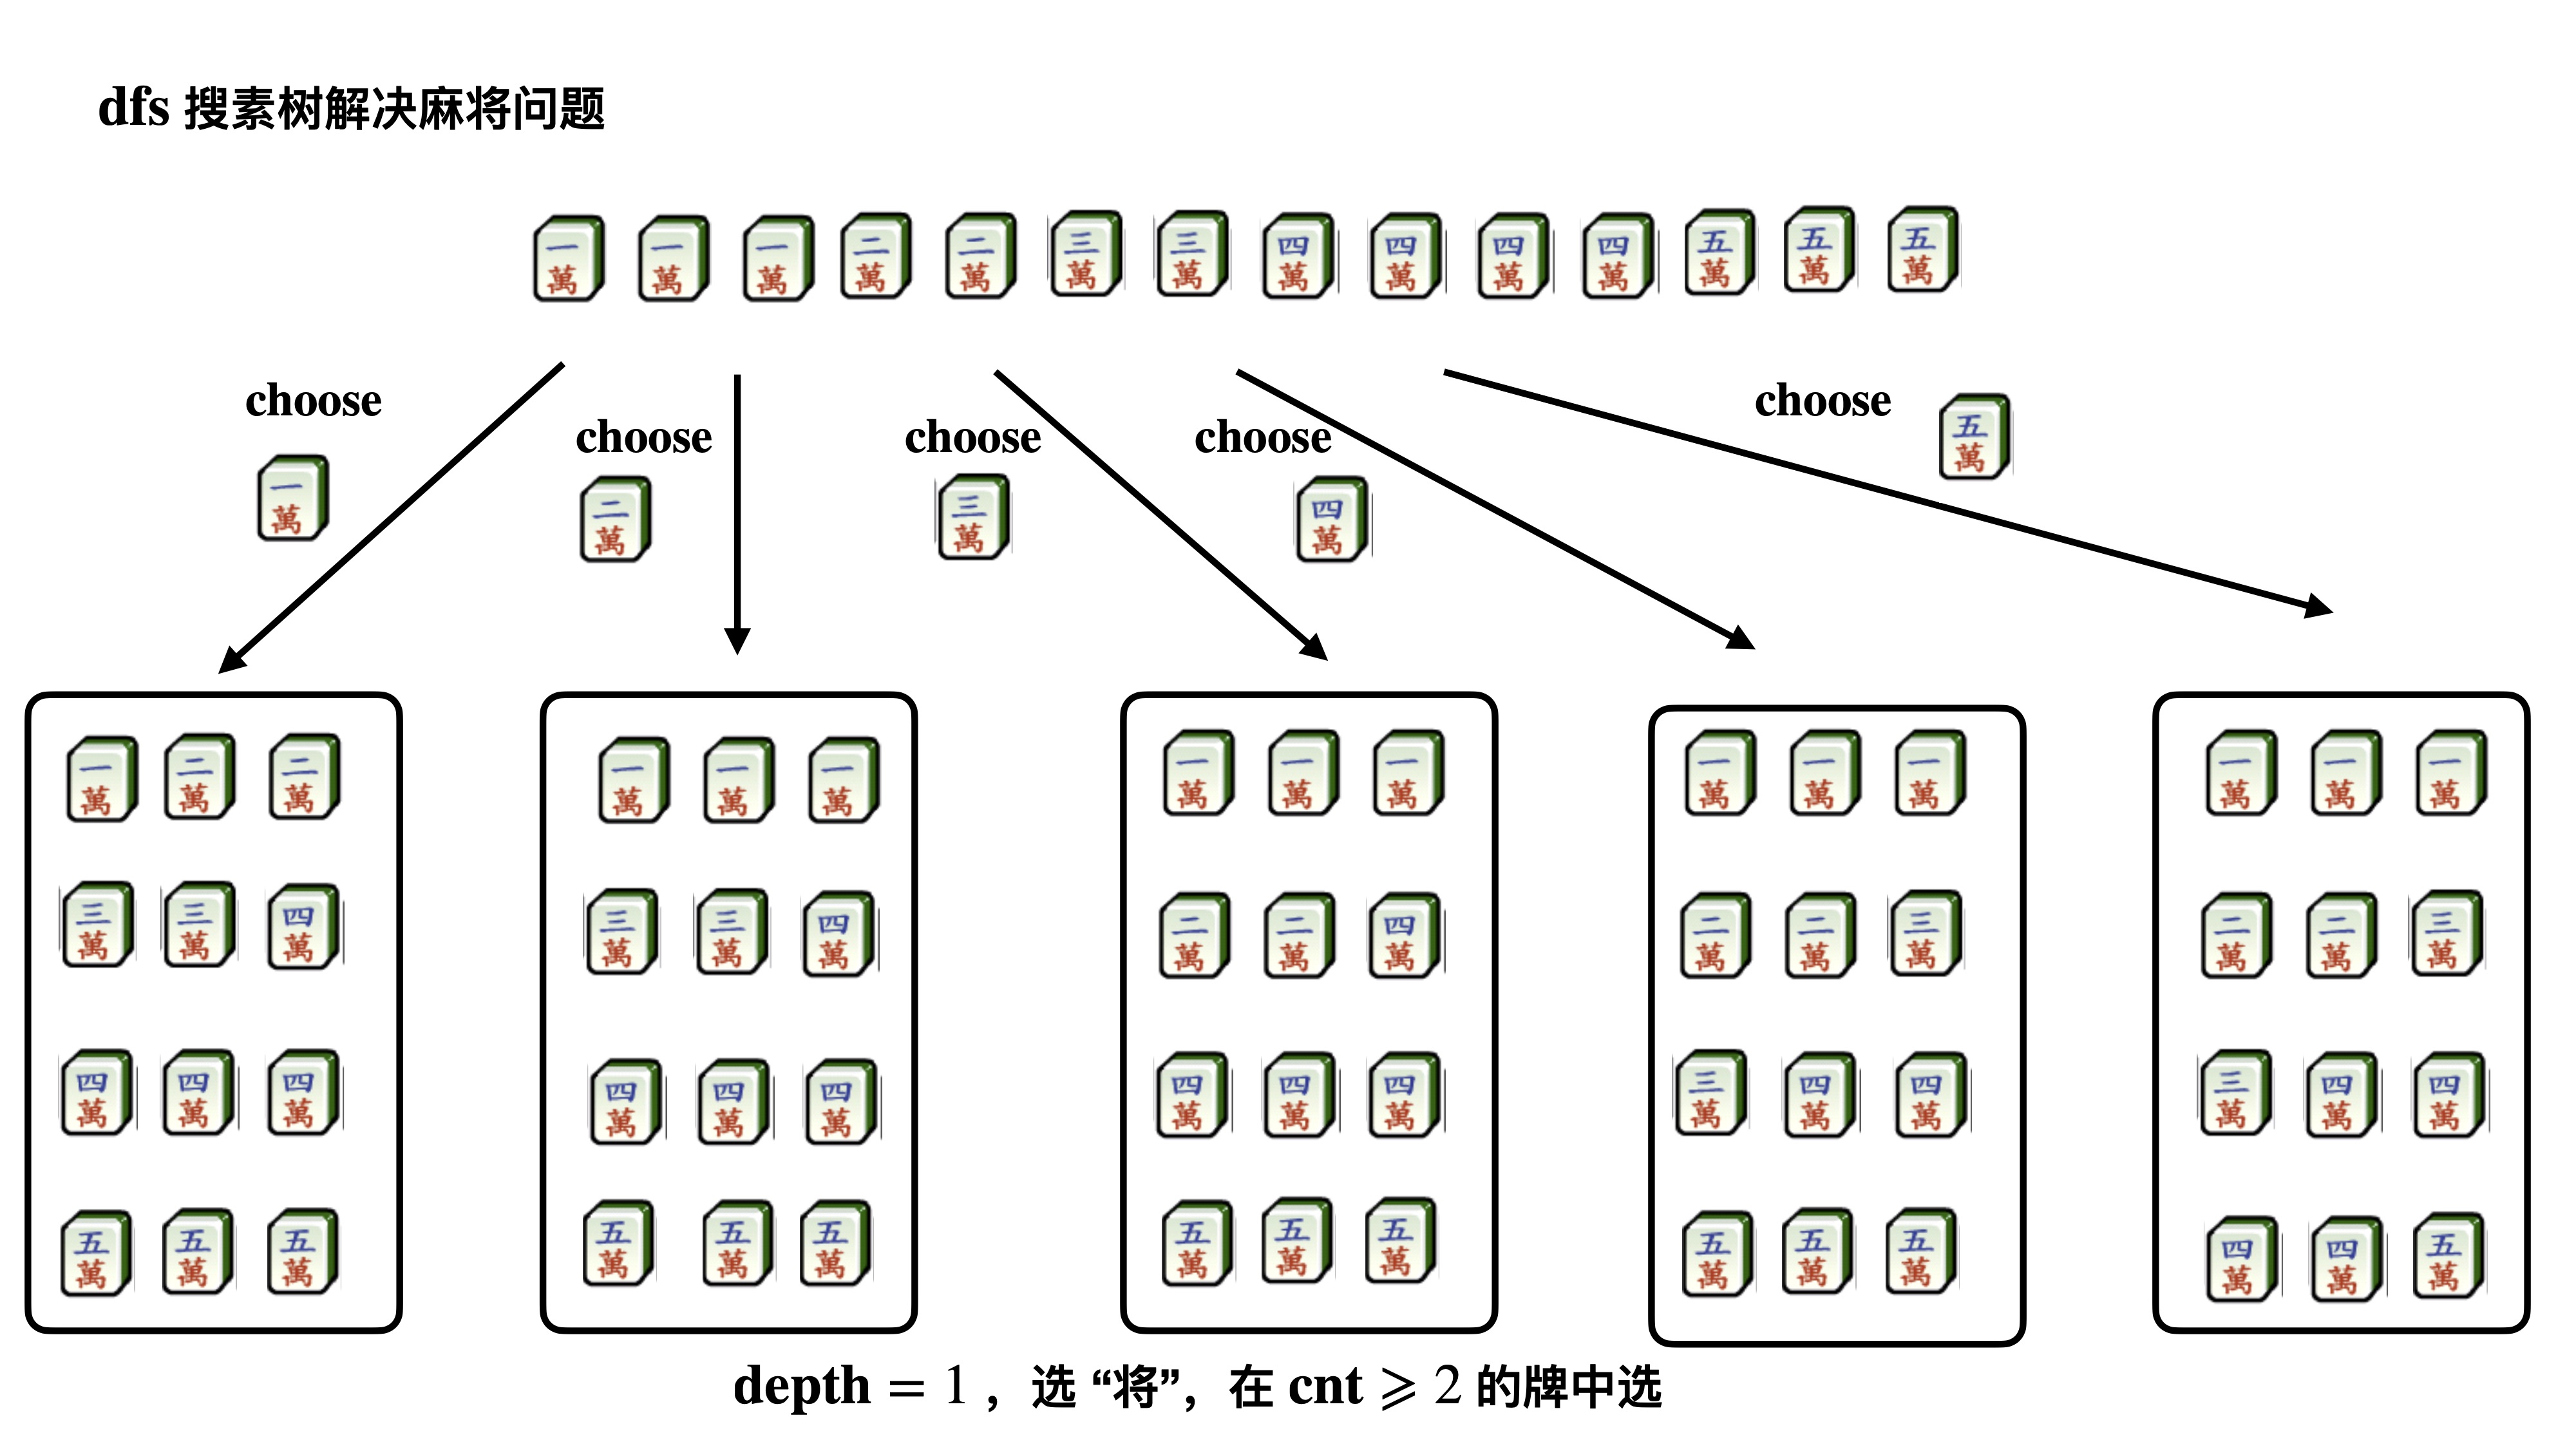 dfs 搜素树解决麻将问题
一萬 一萬 一萬 二萬 二萬 三萬 三萬 四萬 四萬 四萬 四萬 五萬 五萬 五萬
choose 一萬
choose 二萬
choose 三萬
choose 四萬
choose 五萬
一萬 二萬 二萬
三萬 三萬 四萬
四萬 四萬 四萬
五萬 五萬 五萬
一萬 一萬 一萬
三萬 三萬 四萬
四萬 四萬 四萬
五萬 五萬 五萬
一萬 一萬 一萬
二萬 二萬 四萬
四萬 四萬 四萬
五萬 五萬 五萬
一萬 一萬 一萬
二萬 二萬 三萬
三萬 四萬 四萬
五萬 五萬 五萬
一萬 一萬 一萬
二萬 二萬 三萬
三萬 四萬 四萬
四萬 四萬 五萬
depth = 1 ，选 “将”，在 cnt ⩾ 2 的牌中选